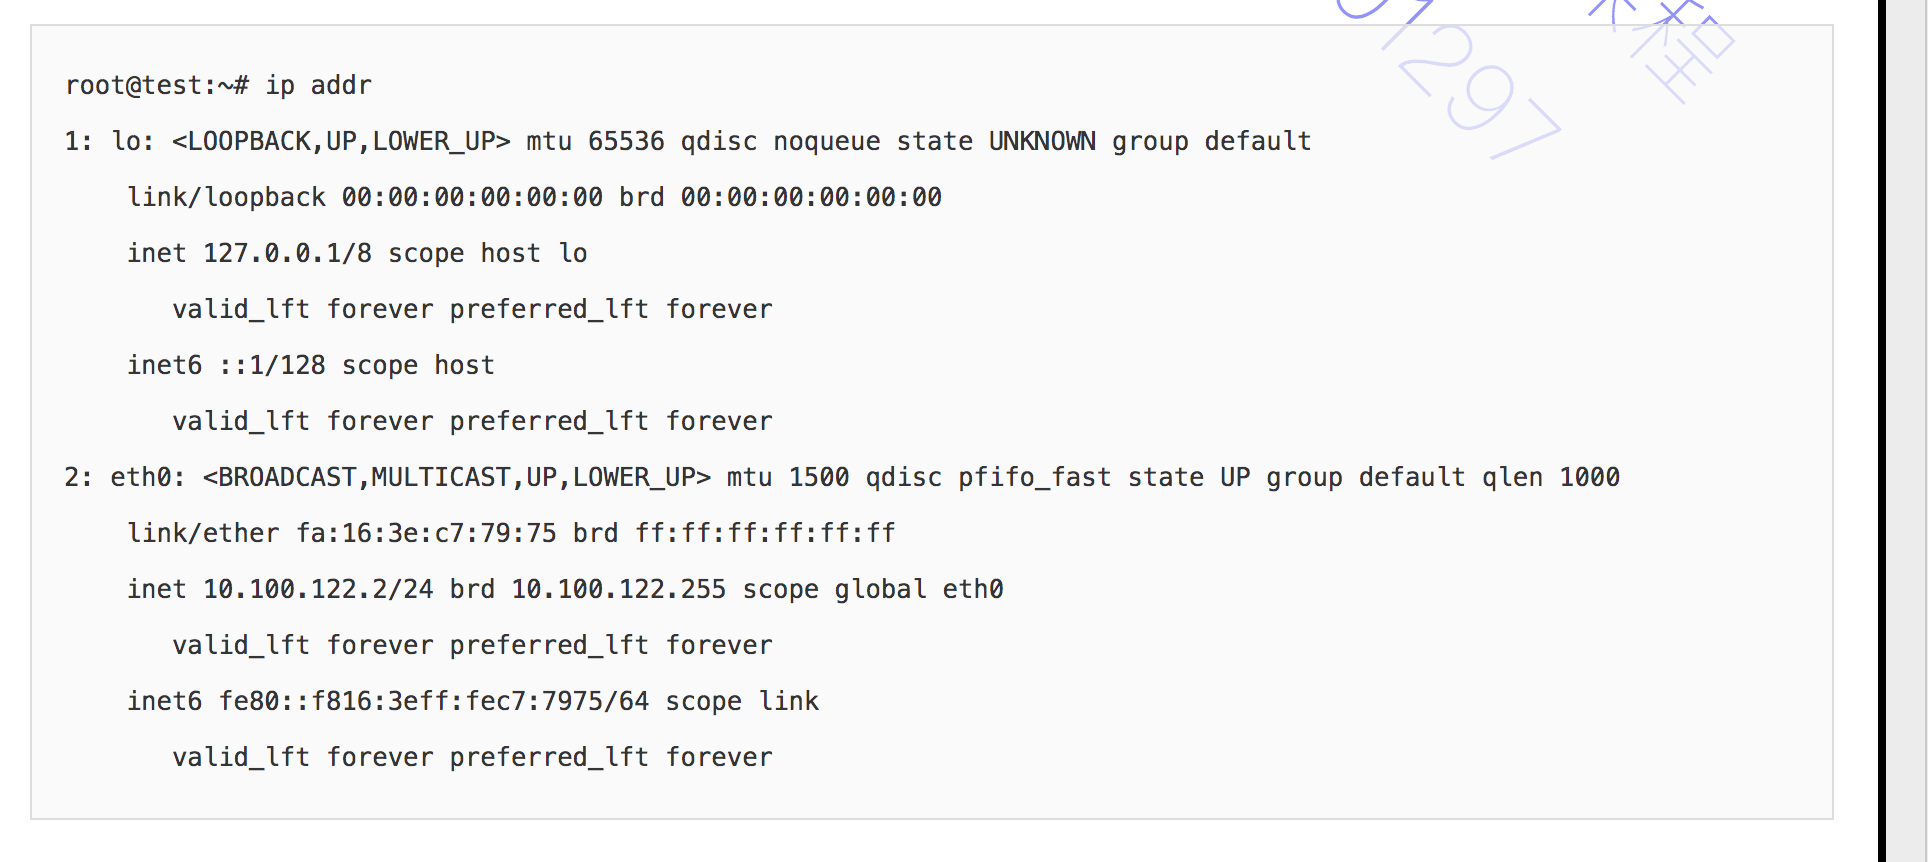 root@test:~# ip addr
1: lo: <LOOPBACK,UP,LOWER_UP> mtu 65536 qdisc noqueue state UNKNOWN group default
    link/loopback 00:00:00:00:00:00 brd 00:00:00:00:00:00
    inet 127.0.0.1/8 scope host lo
       valid_lft forever preferred_lft forever
    inet6 ::1/128 scope host
       valid_lft forever preferred_lft forever
2: eth0: <BROADCAST,MULTICAST,UP,LOWER_UP> mtu 1500 qdisc pfifo_fast state UP group default qlen 1000
    link/ether fa:16:3e:c7:79:75 brd ff:ff:ff:ff:ff:ff
    inet 10.100.122.2/24 brd 10.100.122.255 scope global eth0
       valid_lft forever preferred_lft forever
    inet6 fe80::f816:3eff:fec7:7975/64 scope link
       valid_lft forever preferred_lft forever
1297
程